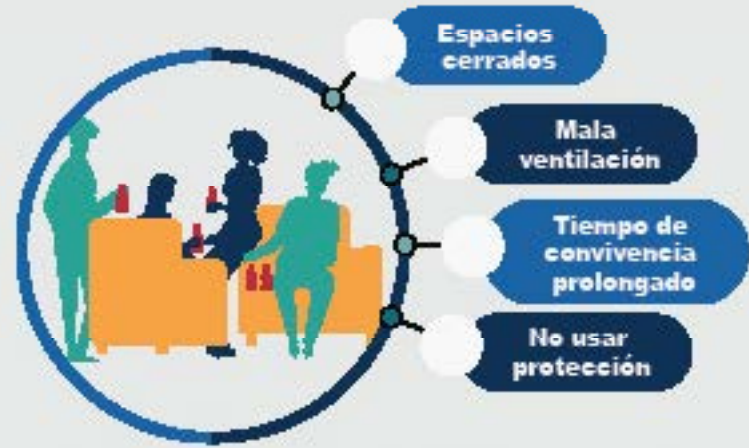 Espacios
cerrados
Mala
ventilación
Tiempo de
convivencia
prolongado
No usar
protección